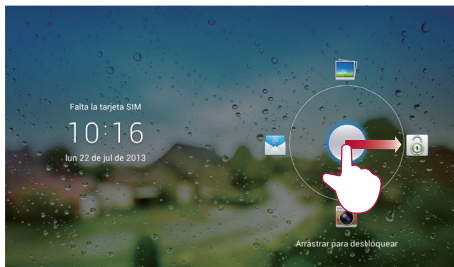 Falta la tarjeta SIM
10:16
lun 22 de jul de 2013
Arrastrar para desbloquear